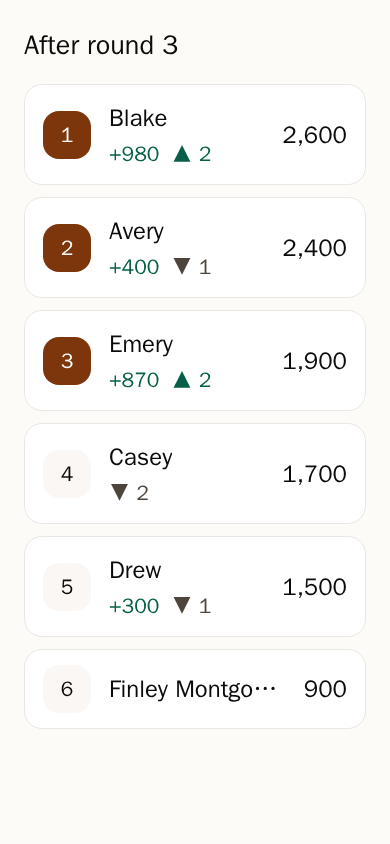 After round 3
1
Blake
+980 ▲ 2
2,600
2
Avery
+400 ▼ 1
2,400
3
Emery
+870 ▲ 2
1,900
4
Casey
▼ 2
1,700
5
Drew
+300 ▼ 1
1,500
6
Finley Montgo…
900